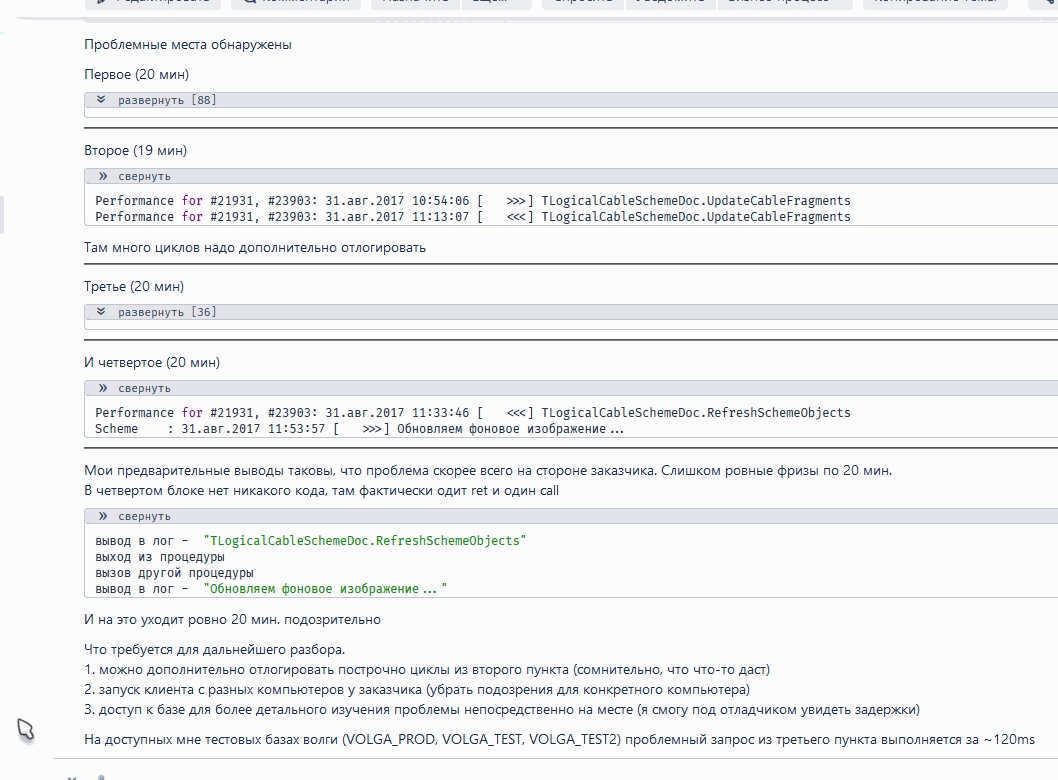 Проблемные места обнаружены
Первое (20 мин)
развернуть [88]
Второе (19 мин)
свернуть
Performance for #21931, #23903: 31.авг.2017 10:54:06 [   >>>] TLogicalCableSchemeDoc.UpdateCableFragments
Performance for #21931, #23903: 31.авг.2017 11:13:07 [   <<<] TLogicalCableSchemeDoc.UpdateCableFragments
Там много циклов надо дополнительно отлогировать
Третье (20 мин)
развернуть [36]
И четвертое (20 мин)
свернуть
Performance for #21931, #23903: 31.авг.2017 11:33:46 [   <<<] TLogicalCableSchemeDoc.RefreshSchemeObjects
Scheme    : 31.авг.2017 11:53:57 [   >>>] Обновляем фоновое изображение...
Мои предварительные выводы таковы, что проблема скорее всего на стороне заказчика. Слишком ровные фризы по 20 мин.
В четвертом блоке нет никакого кода, там фактически одит ret и один call
свернуть
вывод в лог -  "TLogicalCableSchemeDoc.RefreshSchemeObjects"
выход из процедуры
вызов другой процедуры
вывод в лог -  "Обновляем фоновое изображение..."
И на это уходит ровно 20 мин. подозрительно
Что требуется для дальнейшего разбора.
1. можно дополнительно отлогировать построчно циклы из второго пункта (сомнительно, что что-то даст)
2. запуск клиента с разных компьютеров у заказчика (убрать подозрения для конкретного компьютера)
3. доступ к базе для более детального изучения проблемы непосредственно на месте (я смогу под отладчиком увидеть задержки)
На доступных мне тестовых базах волги (VOLGA_PROD, VOLGA_TEST, VOLGA_TEST2) проблемный запрос из третьего пункта выполняется за ~120ms